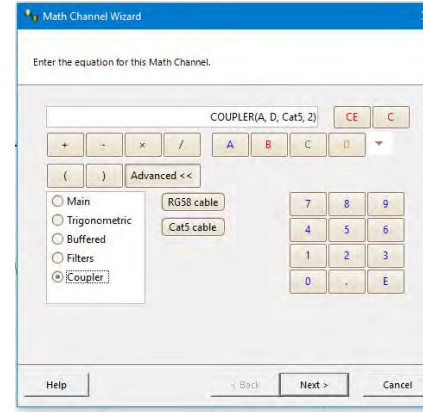 Math Channel Wizard
Enter the equation for this Math Channel.
COUPLER(A, D, Cat5, 2) CE C
+ - × / A B C D
( ) Advanced <<
Main RG58 cable 7 8 9
Trigonometric Cat5 cable 4 5 6
Buffered
Filters 1 2 3
Coupler 0 . E
Help < Back Next > Cancel